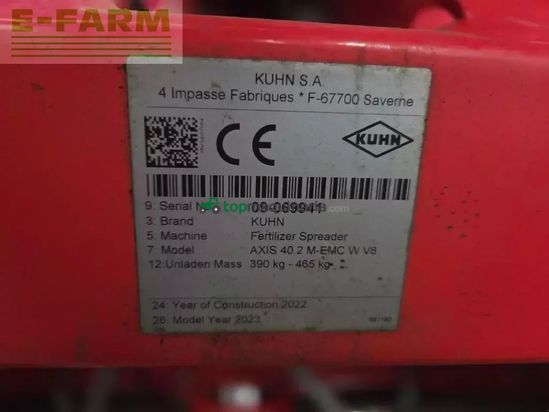 E-FARM
KUHN S.A.
4 Impasse Fabriques * F-67700 Saverne
CE
KUHN
9: Serial N
09-069941
3: Brand KUHN
5. Machine Fertilizer Spreader
7: Model AXIS 40.2 M-EMC W V8
12: Unladen Mass 390 kg - 465 kg
24: Year of Construction 2022
26: Model Year 2023